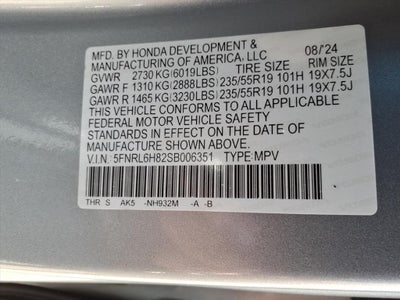 MFD. BY HONDA DEVELOPMENT & 08/'24
MANUFACTURING OF AMERICA, LLC
GVWR 2730 KG (6019LBS) TIRE SIZE RIM SIZE
GAWR F 1310 KG (2888LBS) 235/55R19 101H 19X7.5J
GAWR R 1465 KG (3230LBS) 235/55R19 101H 19X7.5J
THIS VEHICLE CONFORMS TO ALL APPLICABLE
FEDERAL MOTOR VEHICLE SAFETY
STANDARDS IN EFFECT ON THE DATE OF
MANUFACTURE SHOWN ABOVE.
V.I.N. 5FNRL6H82SB006351 TYPE: MPV
THR S AK5 -NH932M -A -B